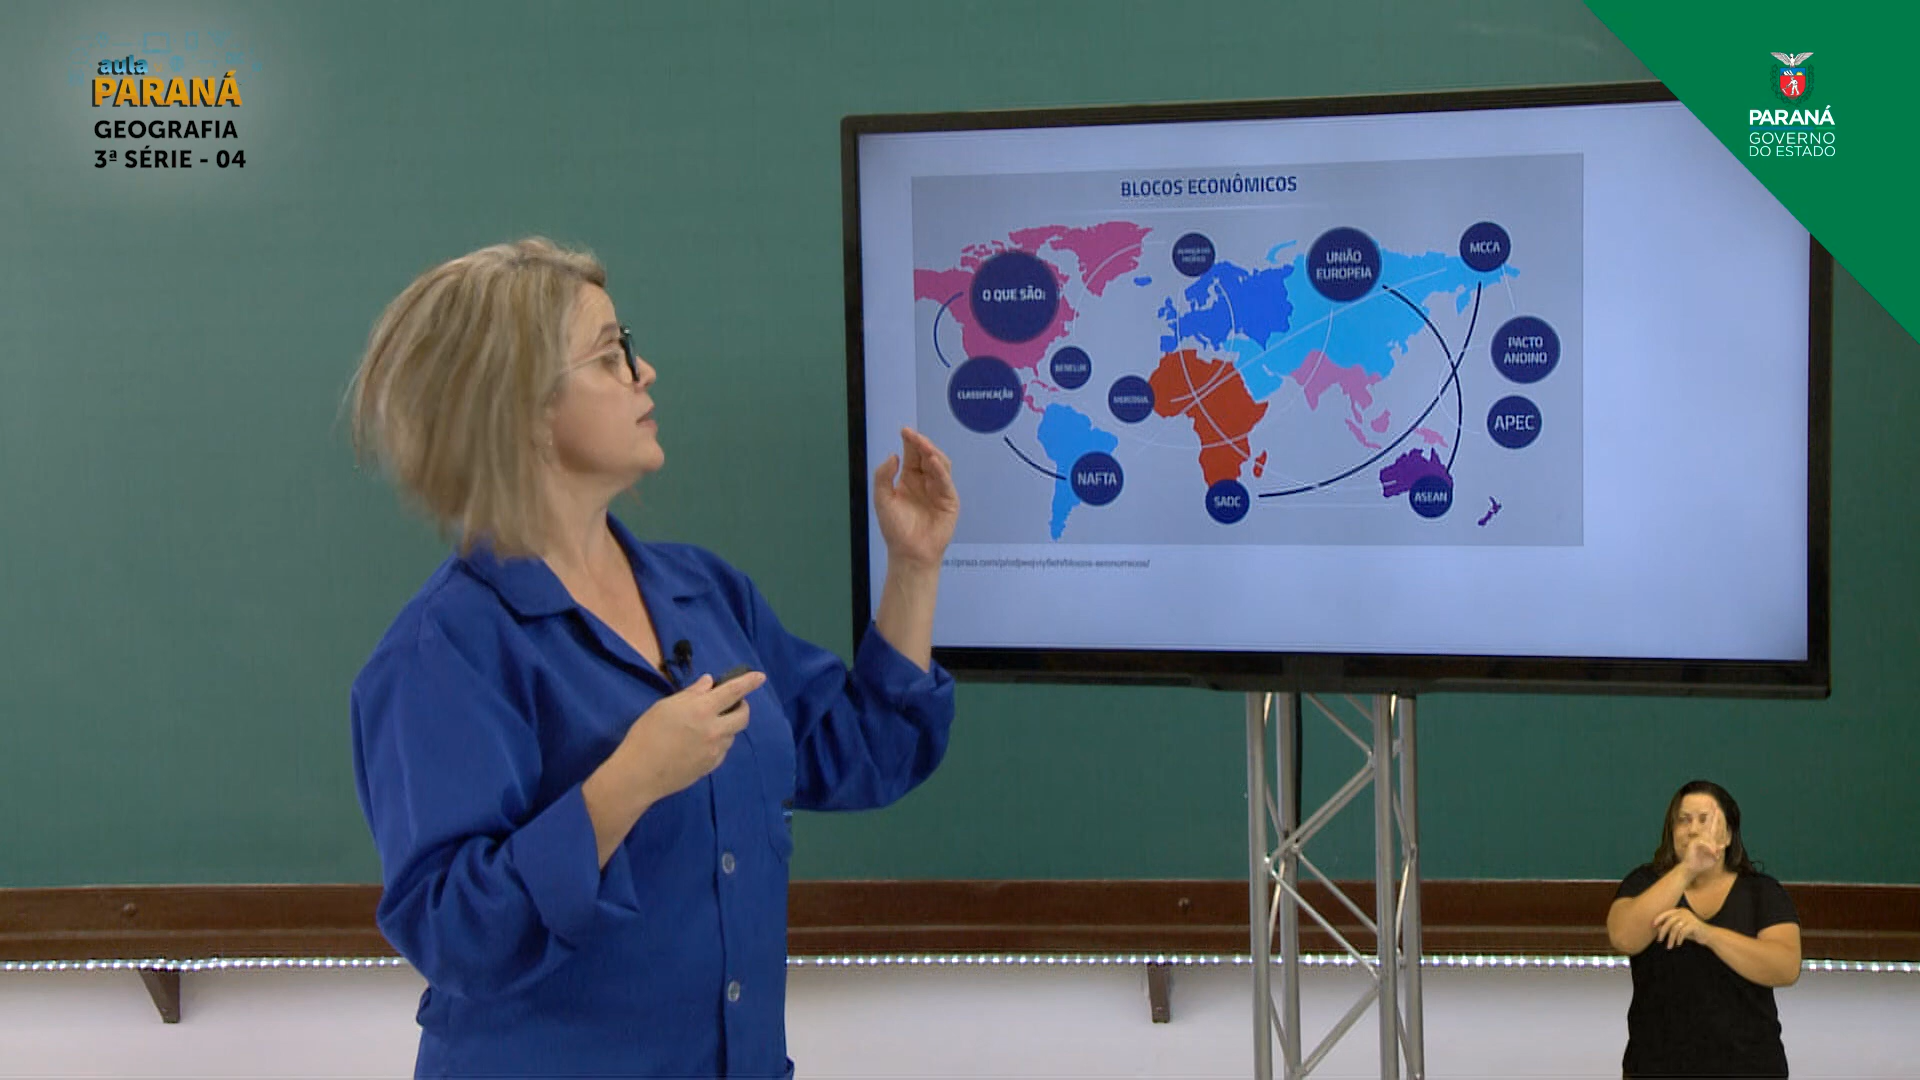 aula
PARANÁ
GEOGRAFIA
3ª SÉRIE - 04
PARANÁ
GOVERNO
DO ESTADO
BLOCOS ECONÔMICOS
O QUE SÃO:
UNIÃO
EUROPEIA
MCCA
PACTO
ANDINO
BENELUX
CLASSIFICAÇÃO
MERCOSUL
APEC
NAFTA
SADC
ASEAN